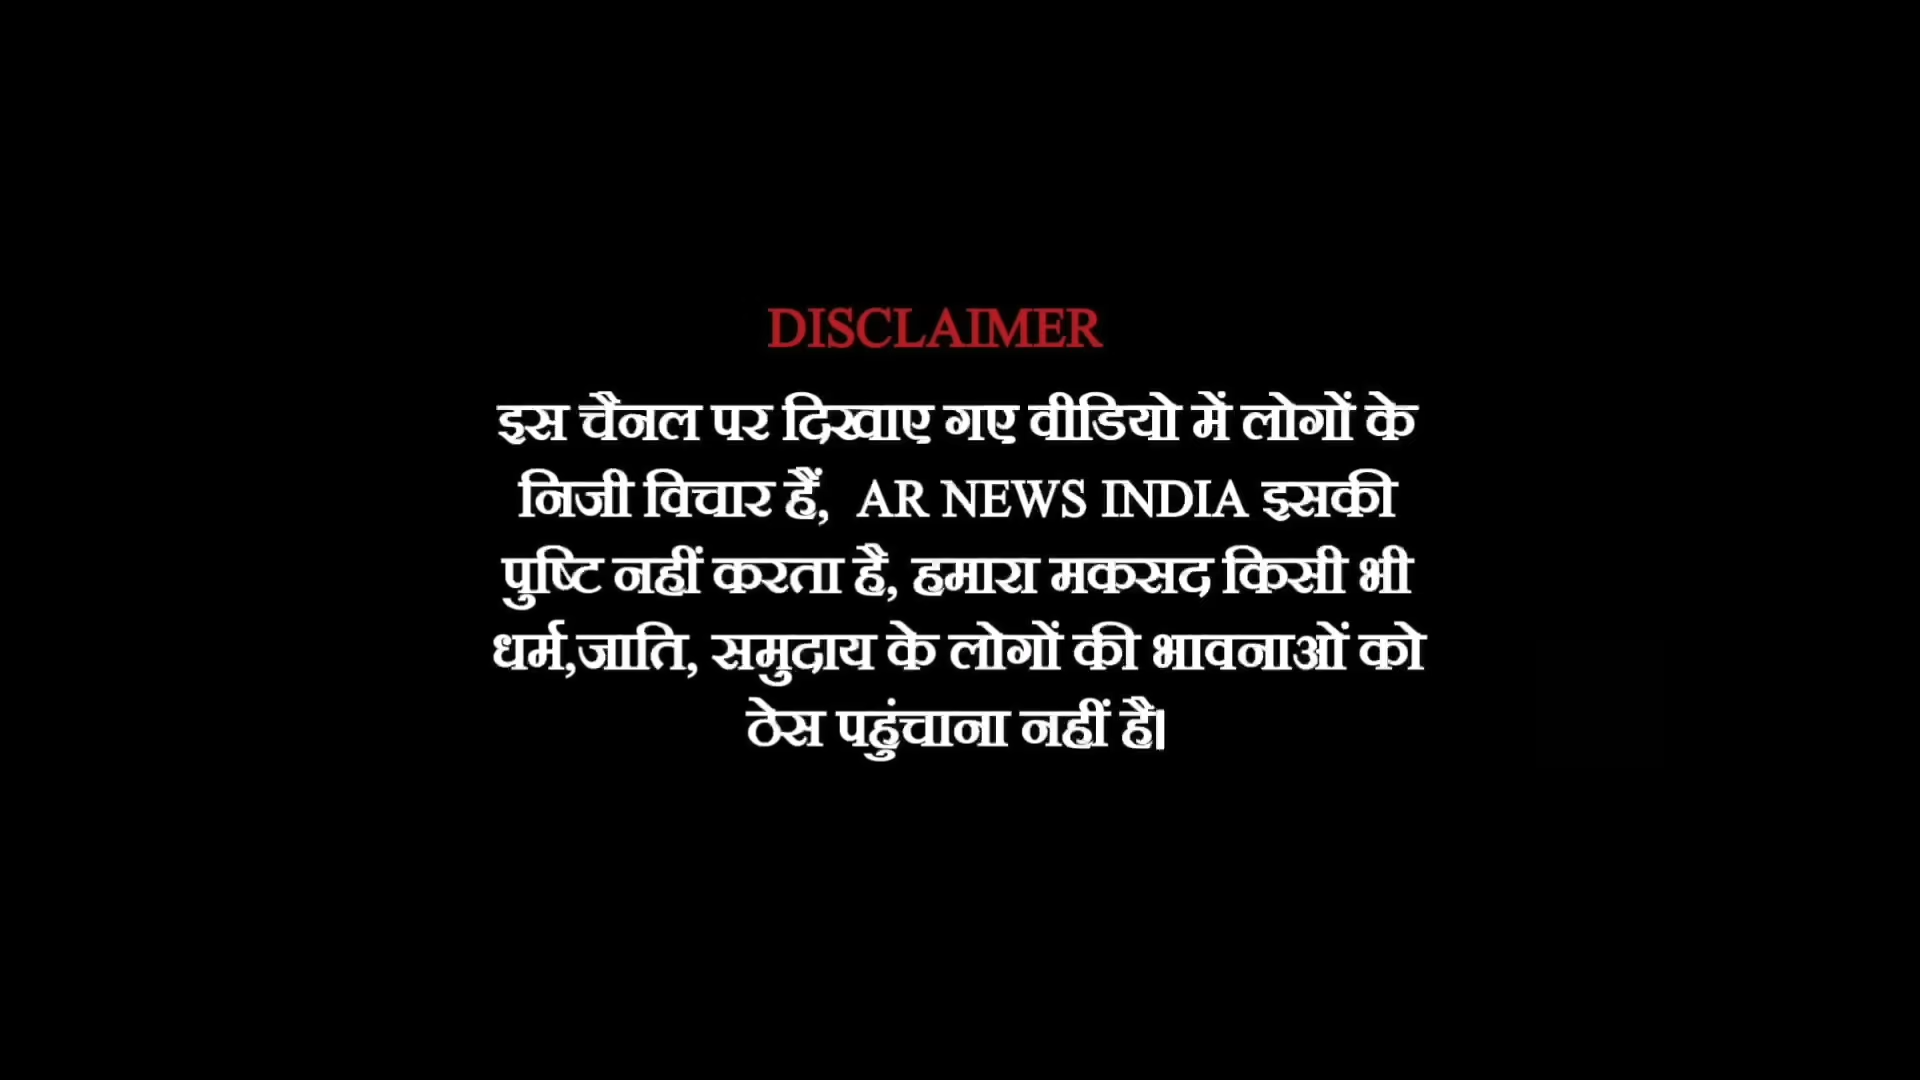 DISCLAIMER
इस चैनल पर दिखाए गए वीडियो में लोगों के
निजी विचार हैं, AR NEWS INDIA इसकी
पुष्टि नहीं करता है, हमारा मकसद किसी भी
धर्म,जाति, समुदाय के लोगों की भावनाओं को
ठेस पहुंचाना नहीं है।